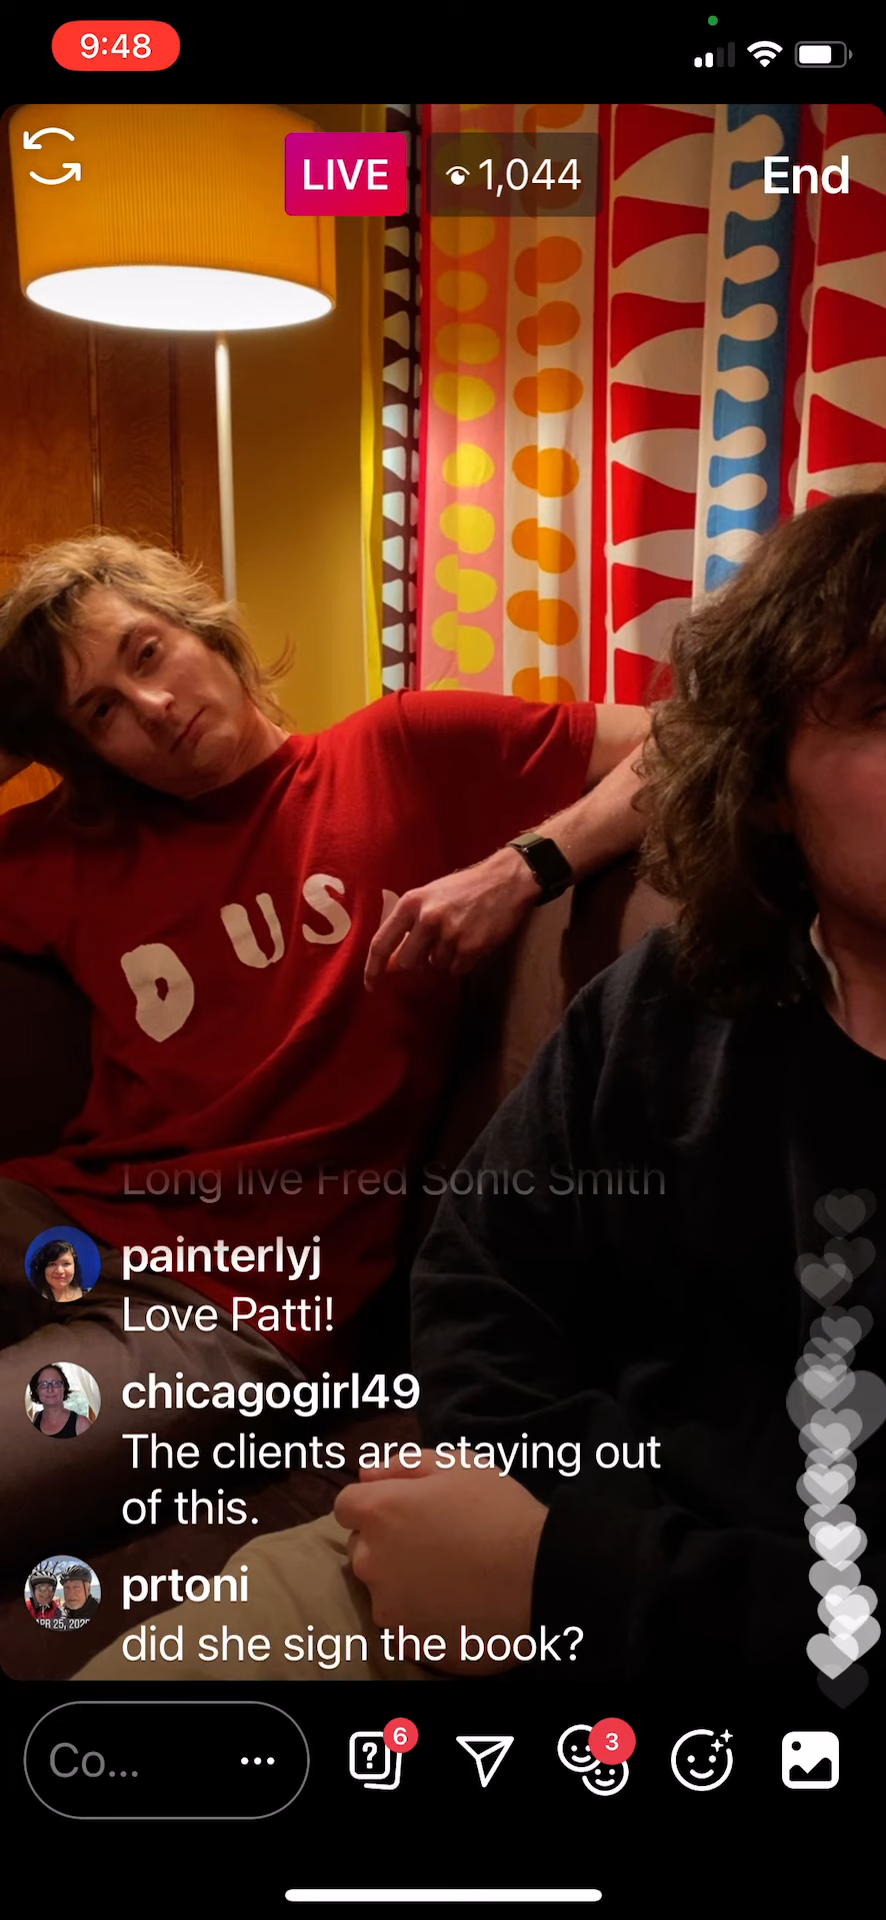 9:48
LIVE
1,044
End
DUS
Long live Fred Sonic Smith
painterlyj
Love Patti!
chicagogirl49
The clients are staying out
of this.
prtoni
did she sign the book?
Co...
6
3